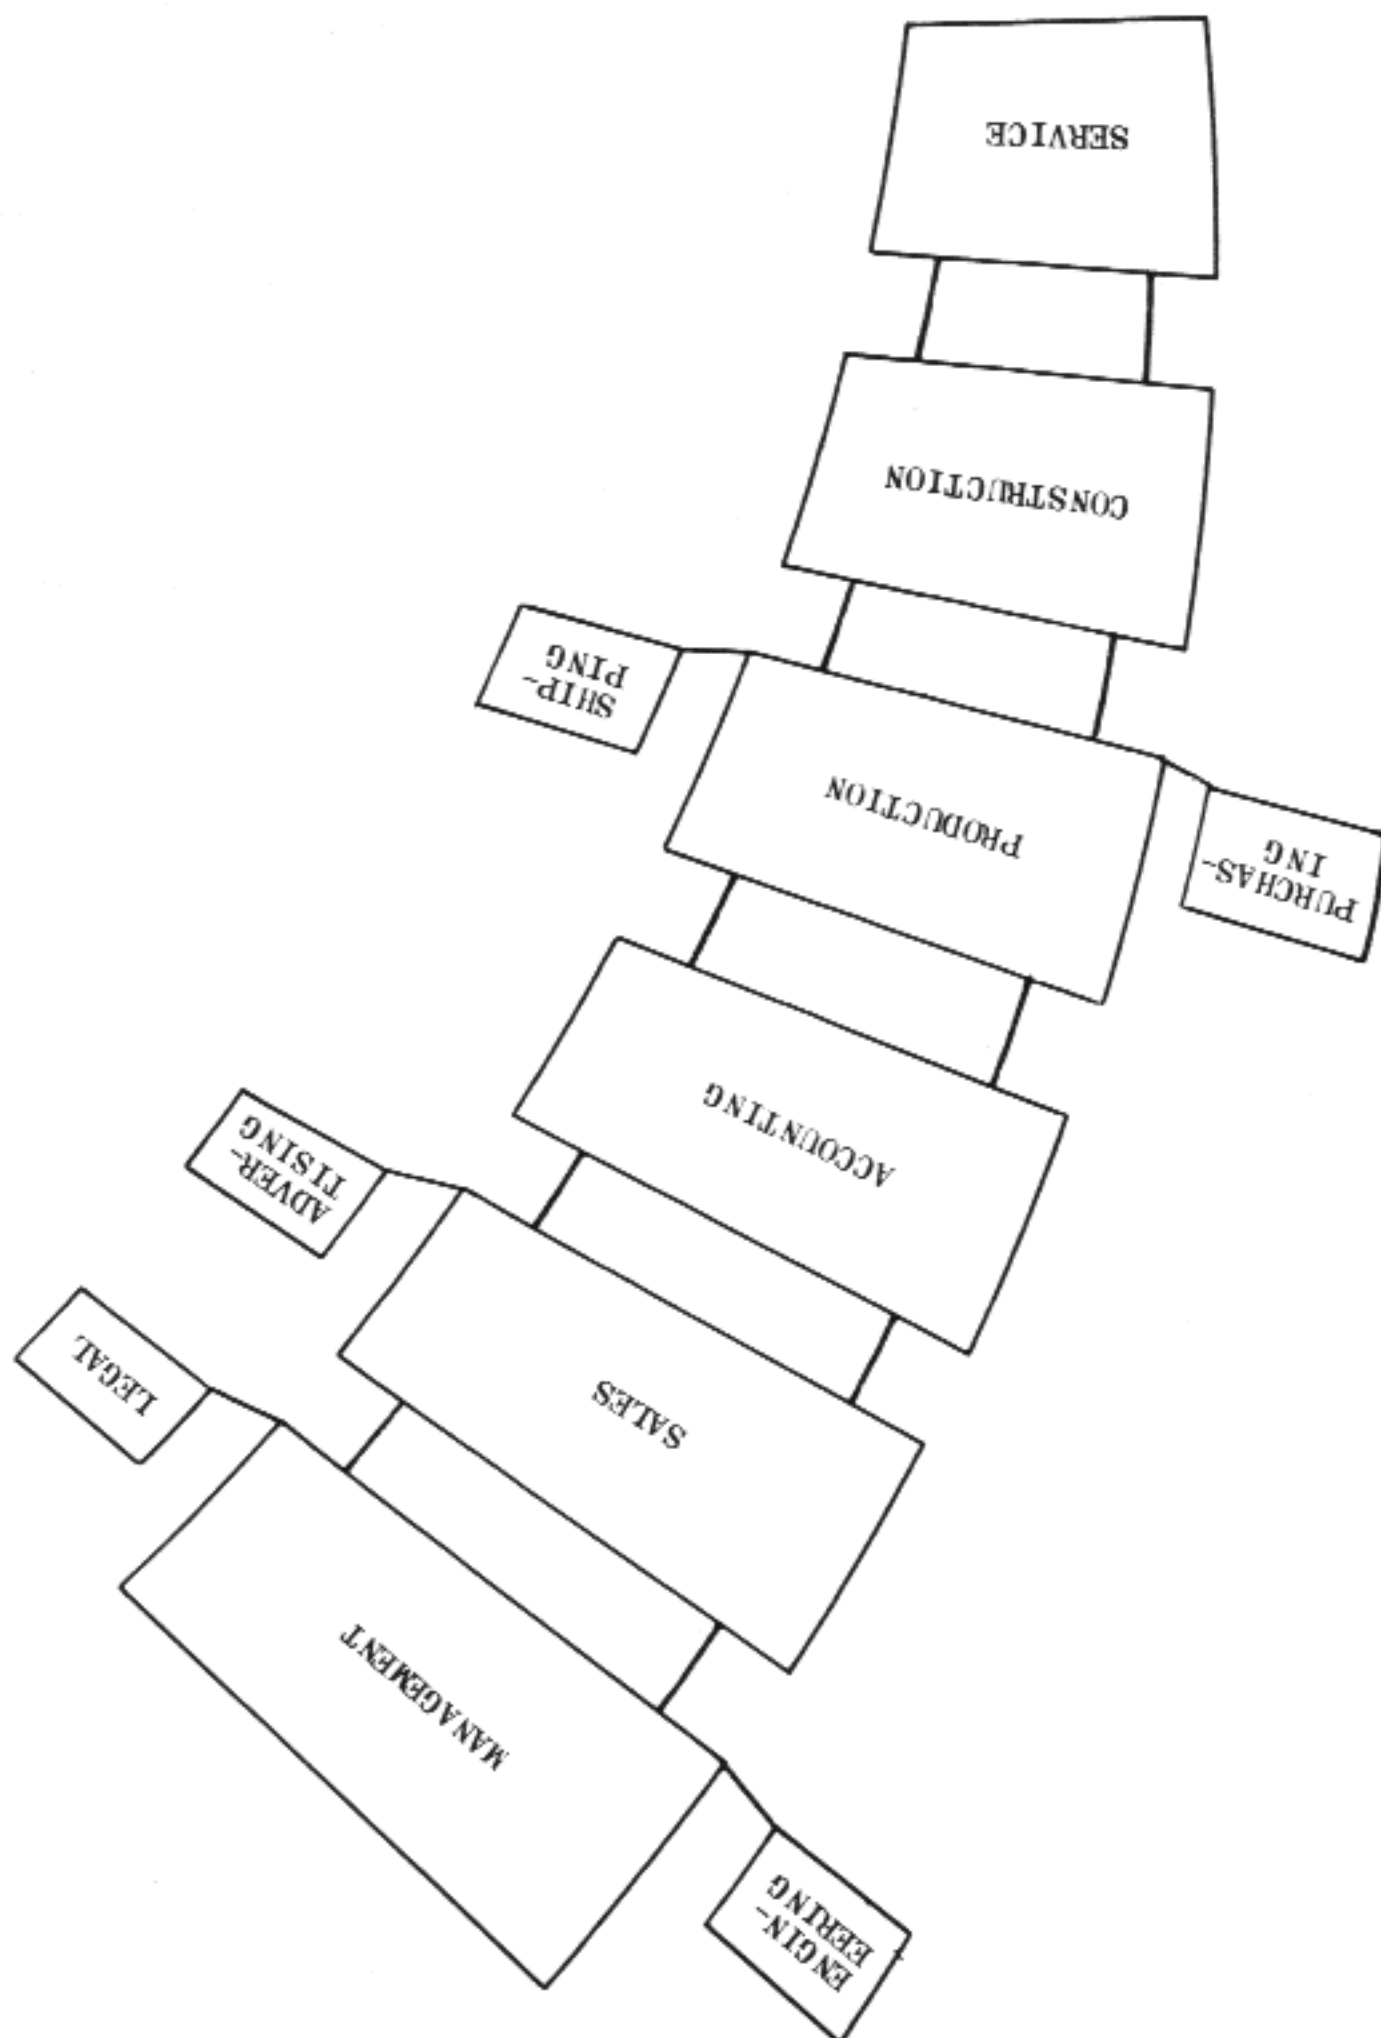 MANAGEMENT
ENGIN-
EERING
LEGAL
SALES
ADVER-
TISING
ACCOUNTING
PRODUCTION
PURCHAS-
ING
SHIP-
PING
CONSTRUCTION
SERVICE